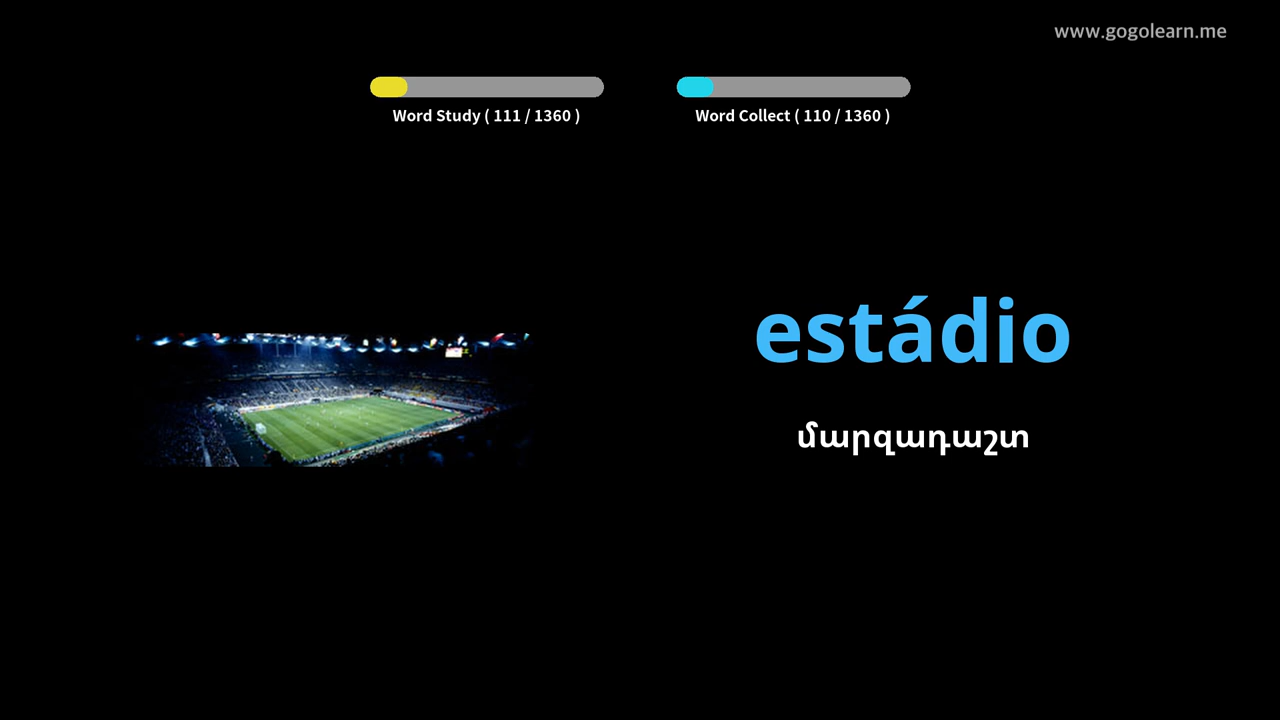 www.gogolearn.me
Word Study ( 111 / 1360 )
Word Collect ( 110 / 1360 )
estádio
մարզադաշտ